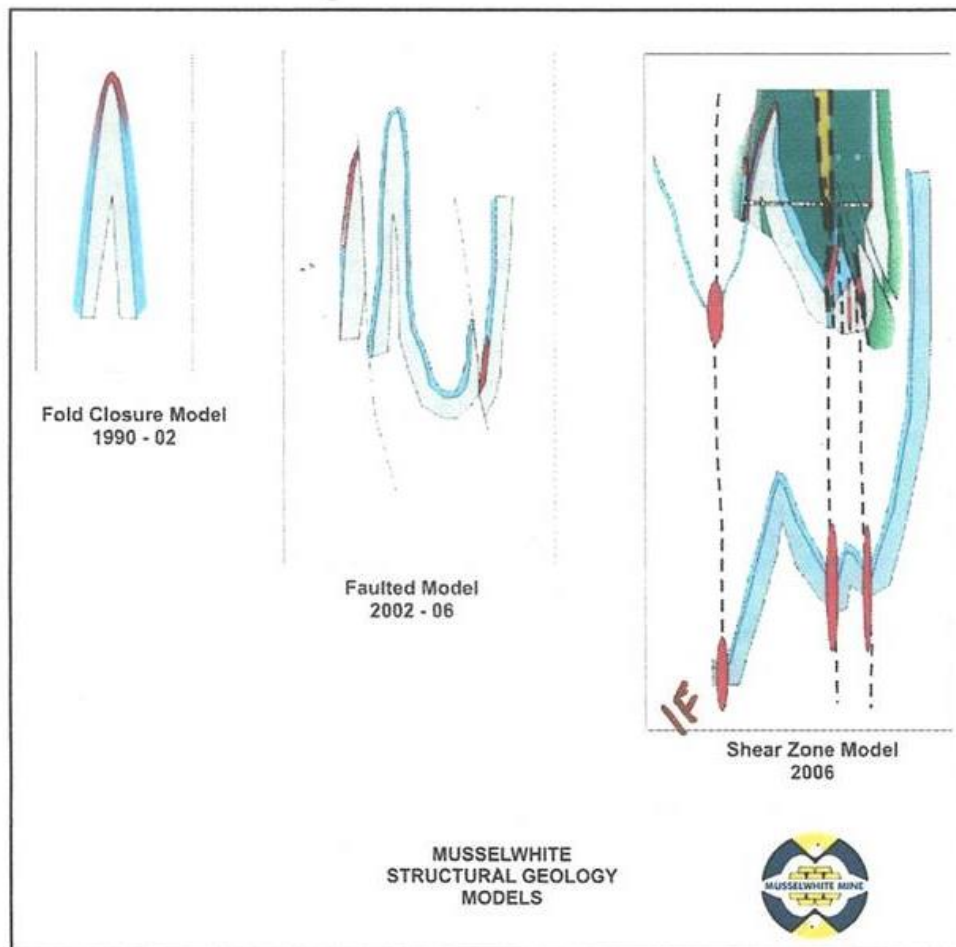 Fold Closure Model
1990 - 02
Faulted Model
2002 - 06
IF
Shear Zone Model
2006
MUSSELWHITE
STRUCTURAL GEOLOGY
MODELS
MUSSELWHITE MINE